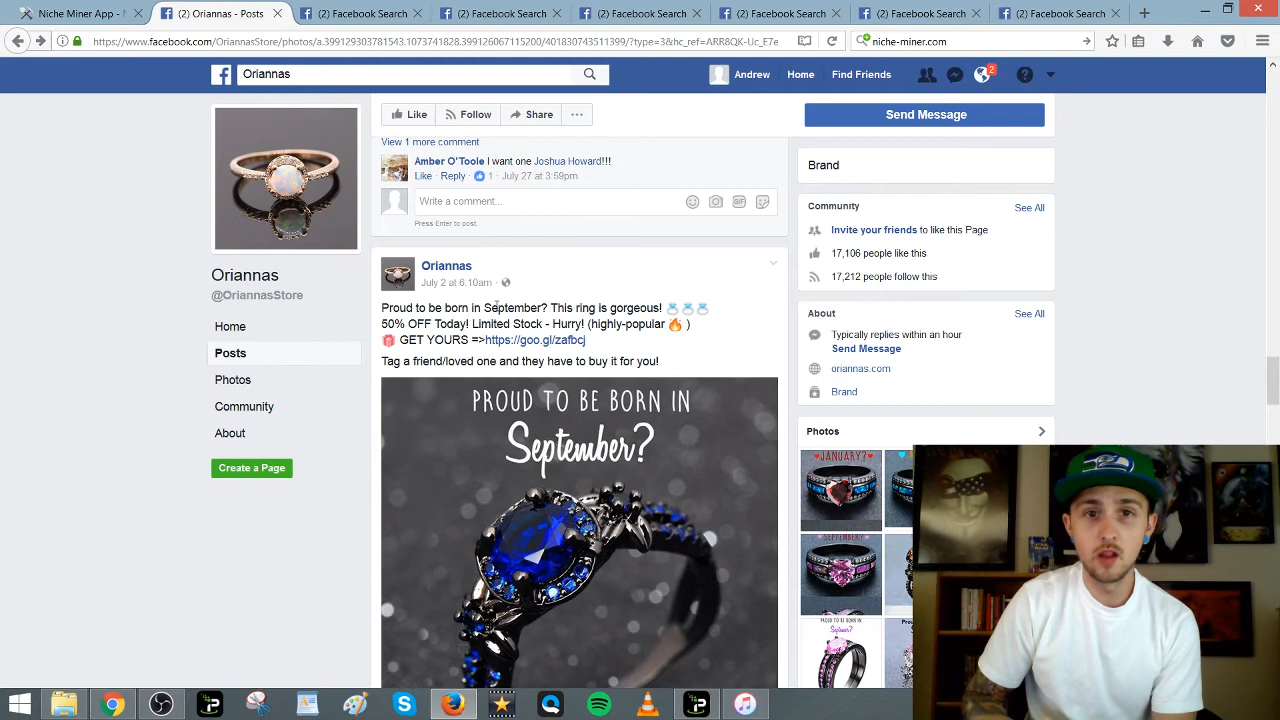 Niche Miner App -
Oriannas - Posts
(2) Facebook Search
(2) Facebook Search
(2) Facebook Search
(2) Facebook Search
(2) Facebook Search
(2) Facebook Search
https://www.facebook.com/OriannasStore/photos/a.399129303781543.1073741828.399126067115200/401830743511399/?type=3&hc_ref=ARR8QK-Uc_E7e
niche-miner.com
Oriannas
Andrew
Home
Find Friends
2
Like
Follow
Share
Send Message
View 1 more comment
Amber O'Toole I want one Joshua Howard!!!
Like · Reply · 1 · July 27 at 3:59pm
Write a comment...
Press Enter to post.
Oriannas
@OriannasStore
Home
Posts
Photos
Community
About
Create a Page
Oriannas
July 2 at 6:10am ·
Proud to be born in September? This ring is gorgeous!
50% OFF Today! Limited Stock - Hurry! (highly-popular )
GET YOURS =>https://goo.gl/zafbcj
Tag a friend/loved one and they have to buy it for you!
PROUD TO BE BORN IN
September?
Brand
Community
See All
Invite your friends to like this Page
17,106 people like this
17,212 people follow this
About
See All
Typically replies within an hour
Send Message
oriannas.com
Brand
Photos
JANUARY?
SEPTEMBER?
PROUD TO BE BORN IN
September?